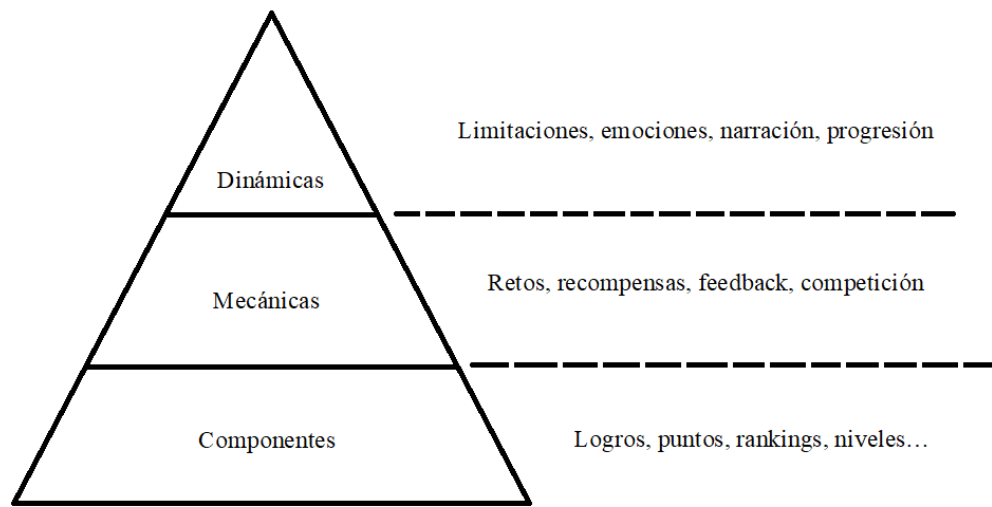 Limitaciones, emociones, narración, progresión
Dinámicas
Retos, recompensas, feedback, competición
Mecánicas
Componentes
Logros, puntos, rankings, niveles…